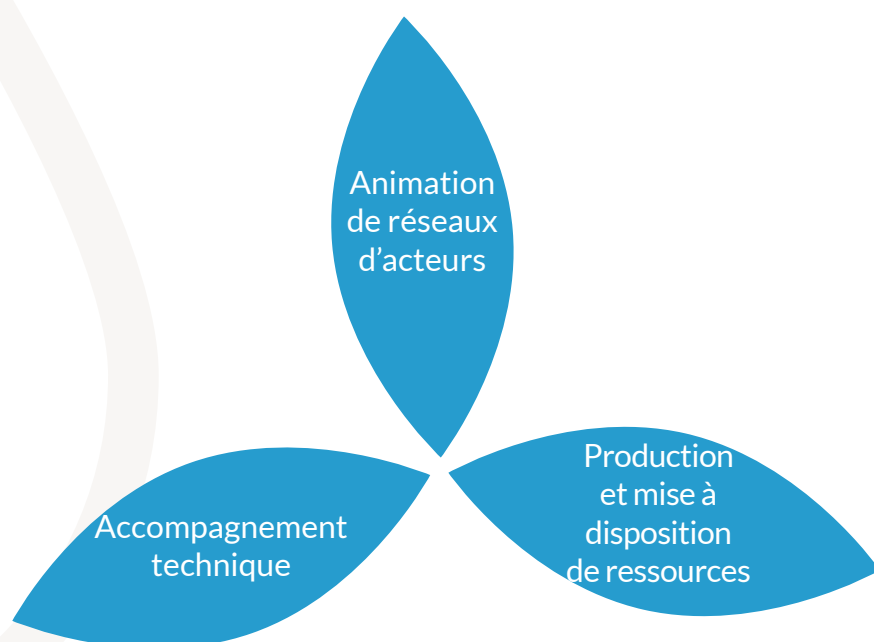 Animation
de réseaux
d’acteurs
Accompagnement
technique
Production
et mise à
disposition
de ressources